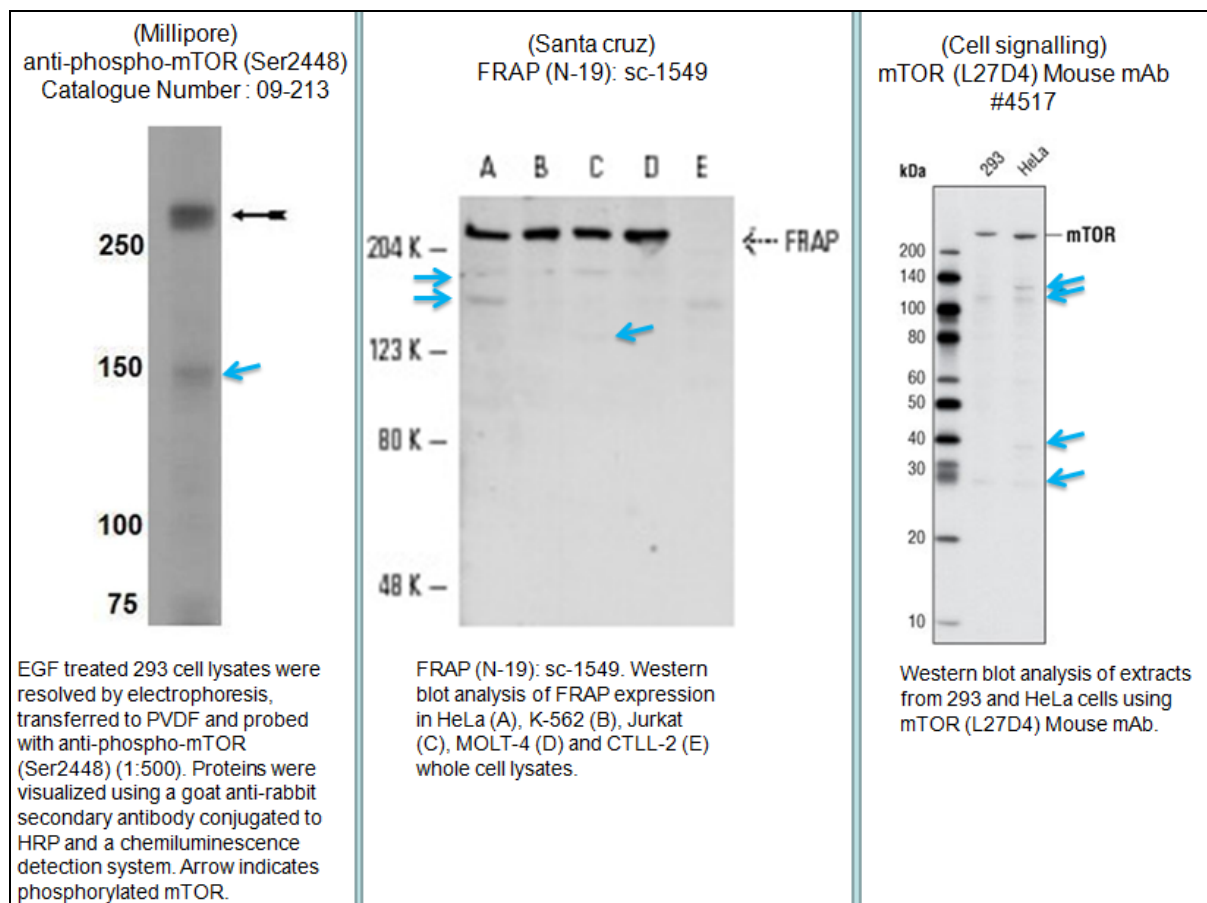 (Millipore)
anti-phospho-mTOR (Ser2448)
Catalogue Number : 09-213
250
150
100
75
EGF treated 293 cell lysates were
resolved by electrophoresis,
transferred to PVDF and probed
with anti-phospho-mTOR
(Ser2448) (1:500). Proteins were
visualized using a goat anti-rabbit
secondary antibody conjugated to
HRP and a chemiluminescence
detection system. Arrow indicates
phosphorylated mTOR.
(Santa cruz)
FRAP (N-19): sc-1549
A B C D E
204 K
FRAP
123 K
80 K
48 K
FRAP (N-19): sc-1549. Western
blot analysis of FRAP expression
in HeLa (A), K-562 (B), Jurkat
(C), MOLT-4 (D) and CTLL-2 (E)
whole cell lysates.
(Cell signalling)
mTOR (L27D4) Mouse mAb
#4517
kDa 293 HeLa
mTOR
200
140
100
80
60
50
40
30
20
10
Western blot analysis of extracts
from 293 and HeLa cells using
mTOR (L27D4) Mouse mAb.